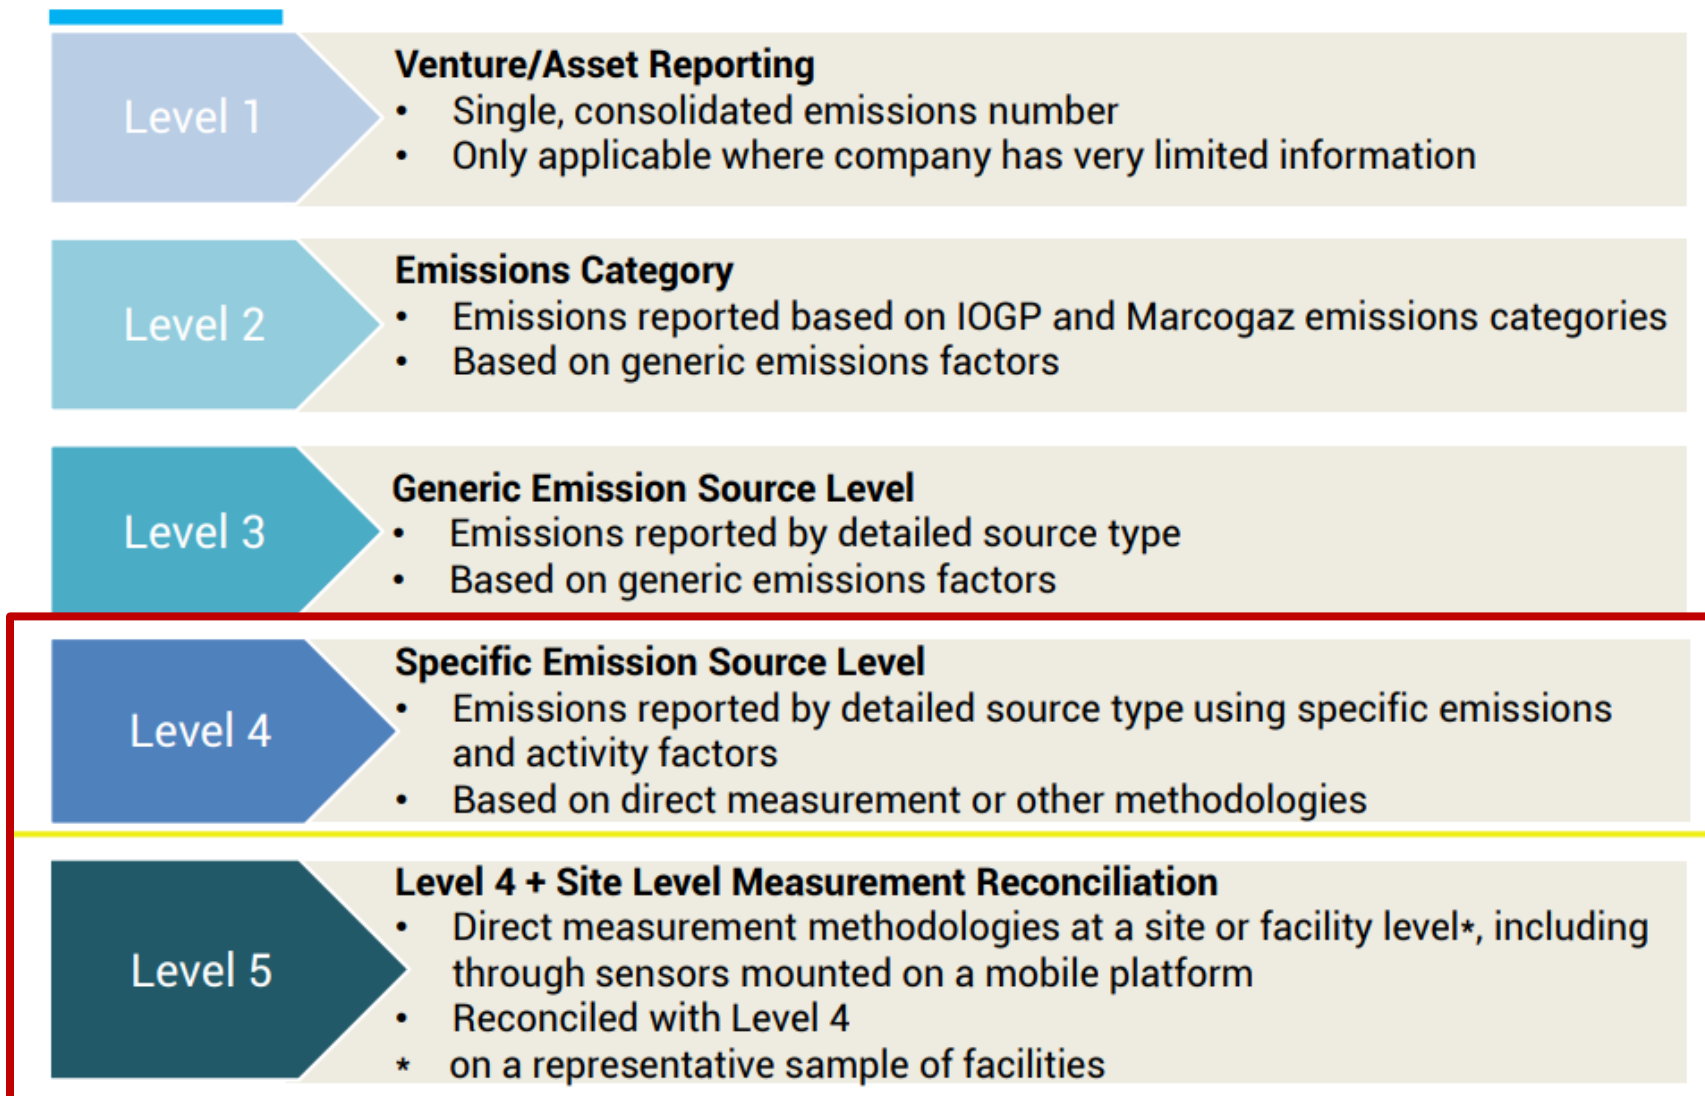 Level 1
Venture/Asset Reporting
• Single, consolidated emissions number
• Only applicable where company has very limited information
Level 2
Emissions Category
• Emissions reported based on IOGP and Marcogaz emissions categories
• Based on generic emissions factors
Level 3
Generic Emission Source Level
• Emissions reported by detailed source type
• Based on generic emissions factors
Level 4
Specific Emission Source Level
• Emissions reported by detailed source type using specific emissions
and activity factors
• Based on direct measurement or other methodologies
Level 5
Level 4 + Site Level Measurement Reconciliation
• Direct measurement methodologies at a site or facility level*, including
through sensors mounted on a mobile platform
• Reconciled with Level 4
* on a representative sample of facilities